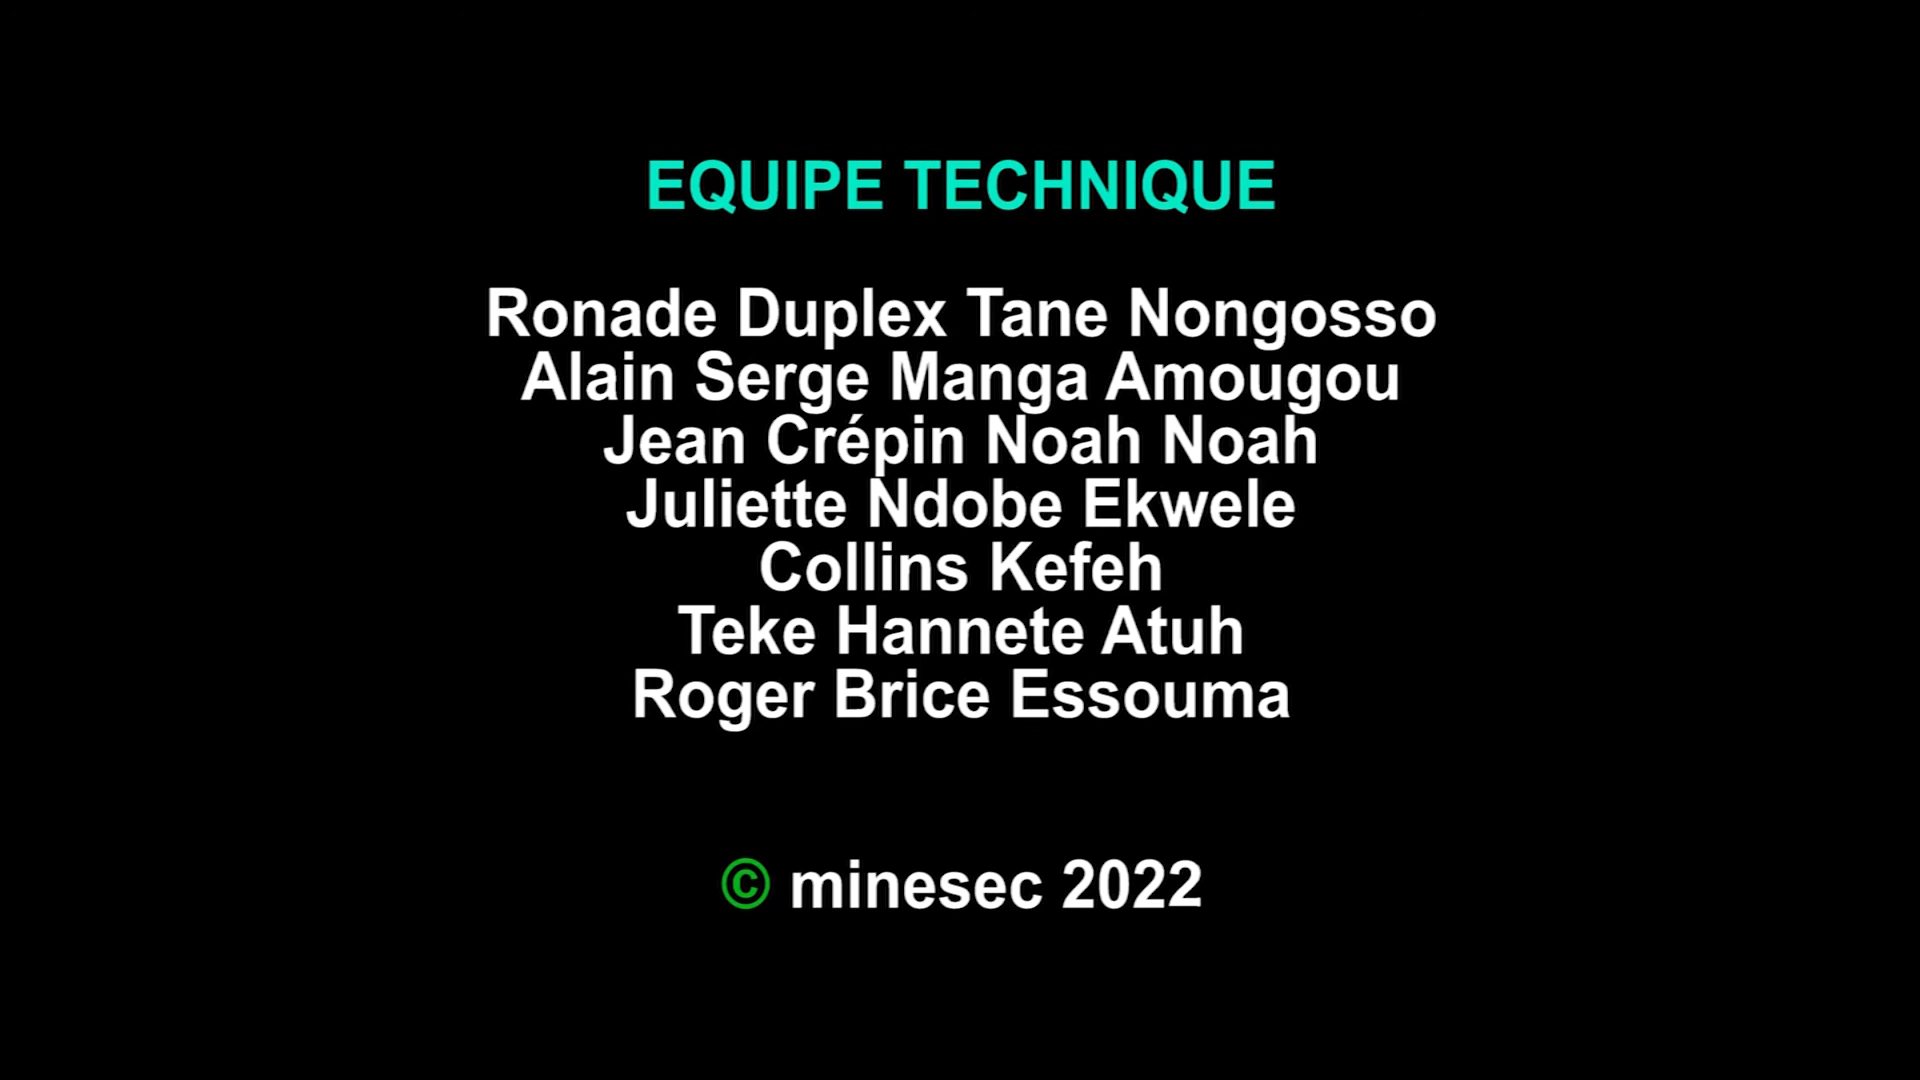 EQUIPE TECHNIQUE
Ronade Duplex Tane Nongosso
Alain Serge Manga Amougou
Jean Crépin Noah Noah
Juliette Ndobe Ekwele
Collins Kefeh
Teke Hannete Atuh
Roger Brice Essouma
© minesec 2022